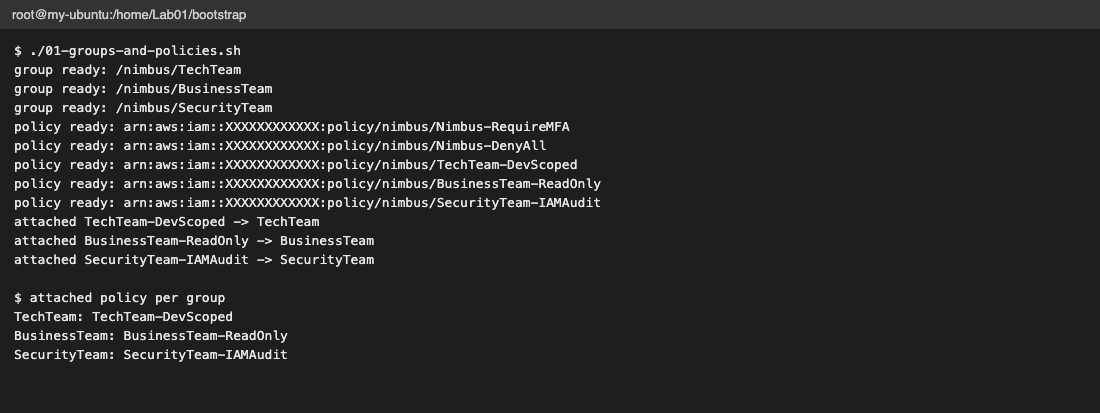 root@my-ubuntu:/home/Lab01/bootstrap
$ ./01-groups-and-policies.sh
group ready: /nimbus/TechTeam
group ready: /nimbus/BusinessTeam
group ready: /nimbus/SecurityTeam
policy ready: arn:aws:iam::XXXXXXXXXXXX:policy/nimbus/Nimbus-RequireMFA
policy ready: arn:aws:iam::XXXXXXXXXXXX:policy/nimbus/Nimbus-DenyAll
policy ready: arn:aws:iam::XXXXXXXXXXXX:policy/nimbus/TechTeam-DevScoped
policy ready: arn:aws:iam::XXXXXXXXXXXX:policy/nimbus/BusinessTeam-ReadOnly
policy ready: arn:aws:iam::XXXXXXXXXXXX:policy/nimbus/SecurityTeam-IAMAudit
attached TechTeam-DevScoped -> TechTeam
attached BusinessTeam-ReadOnly -> BusinessTeam
attached SecurityTeam-IAMAudit -> SecurityTeam
$ attached policy per group
TechTeam: TechTeam-DevScoped
BusinessTeam: BusinessTeam-ReadOnly
SecurityTeam: SecurityTeam-IAMAudit